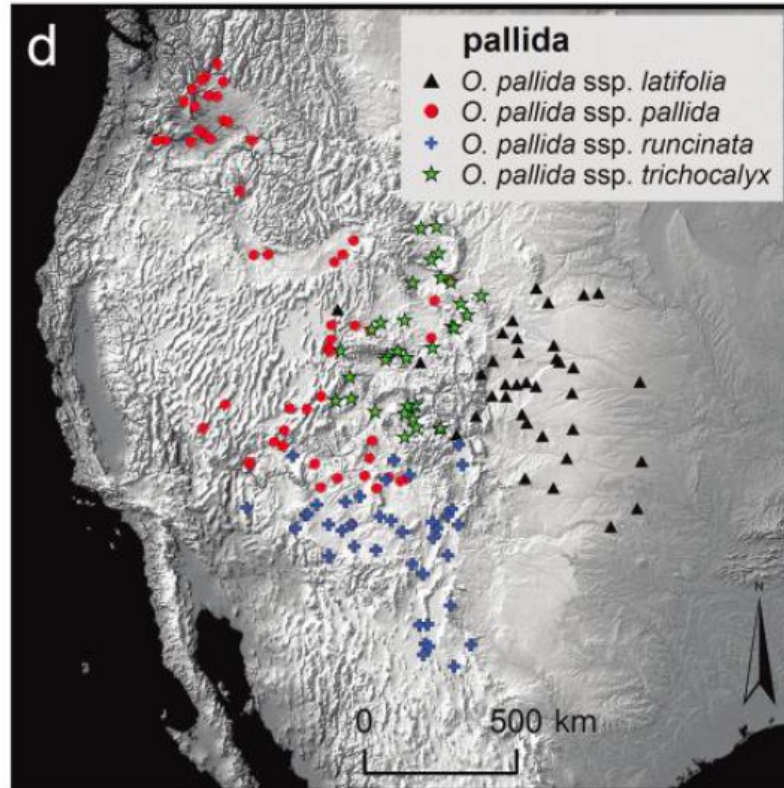 d
pallida
O. pallida ssp. latifolia
O. pallida ssp. pallida
O. pallida ssp. runcinata
O. pallida ssp. trichocalyx
N
0 500 km